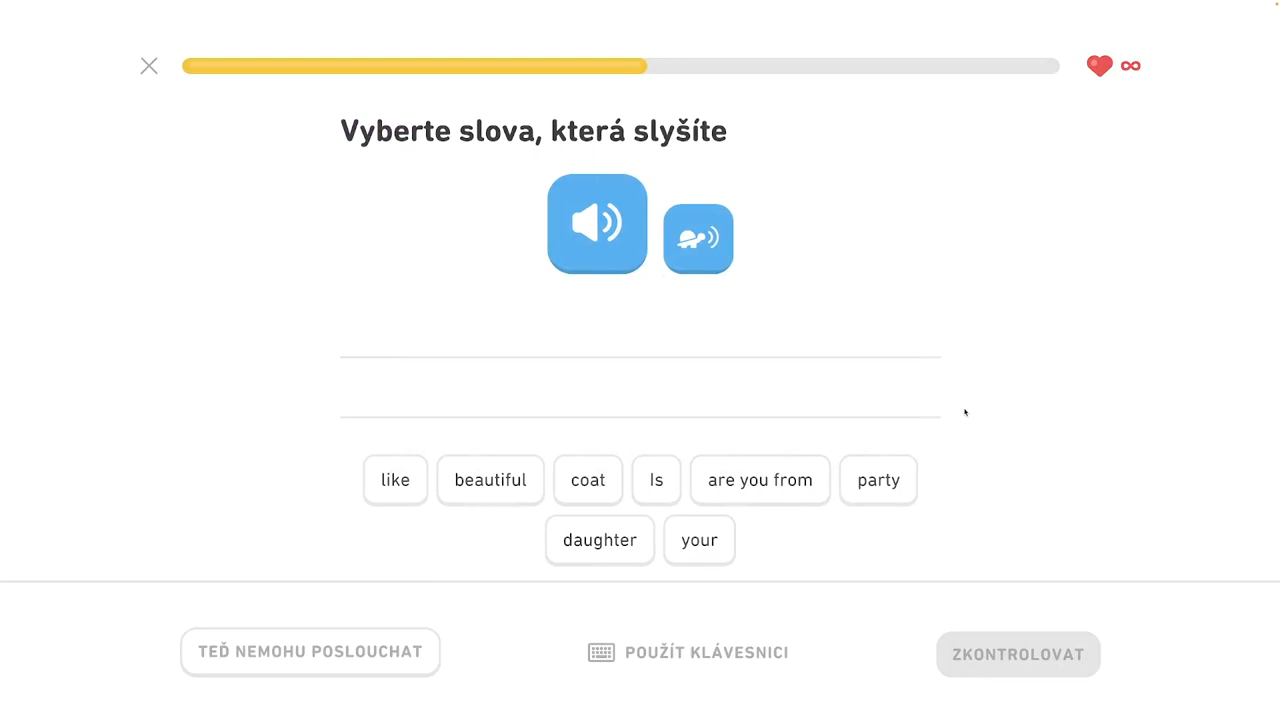 Vyberte slova, která slyšíte
like beautiful coat Is are you from party
daughter your
TEĎ NEMOHU POSLOUCHAT POUŽÍT KLÁVESNICI ZKONTROLOVAT